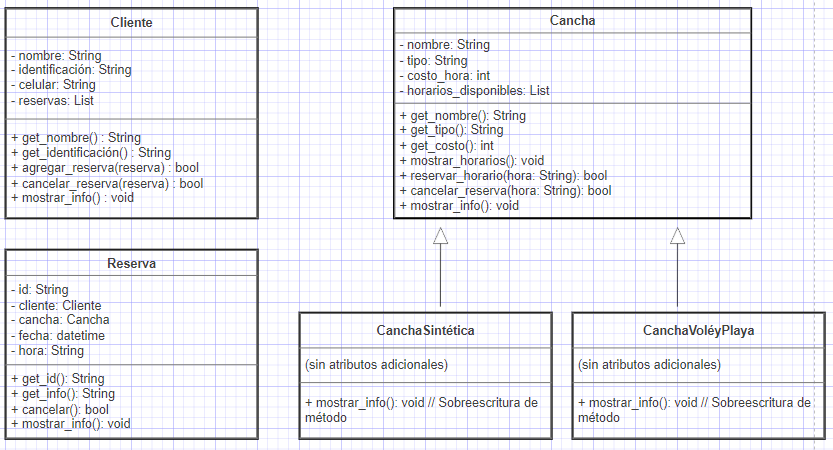 Cliente
- nombre: String
- identificación: String
- celular: String
- reservas: List
+ get_nombre() : String
+ get_identificación() : String
+ agregar_reserva(reserva) : bool
+ cancelar_reserva(reserva) : bool
+ mostrar_info() : void
Cancha
- nombre: String
- tipo: String
- costo_hora: int
- horarios_disponibles: List
+ get_nombre(): String
+ get_tipo(): String
+ get_costo(): int
+ mostrar_horarios(): void
+ reservar_horario(hora: String): bool
+ cancelar_reserva(hora: String): bool
+ mostrar_info(): void
Reserva
- id: String
- cliente: Cliente
- cancha: Cancha
- fecha: datetime
- hora: String
+ get_id(): String
+ get_info(): String
+ cancelar(): bool
+ mostrar_info(): void
CanchaSintética
(sin atributos adicionales)
+ mostrar_info(): void // Sobreescritura de
método
CanchaVoléyPlaya
(sin atributos adicionales)
+ mostrar_info(): void // Sobreescritura de
método